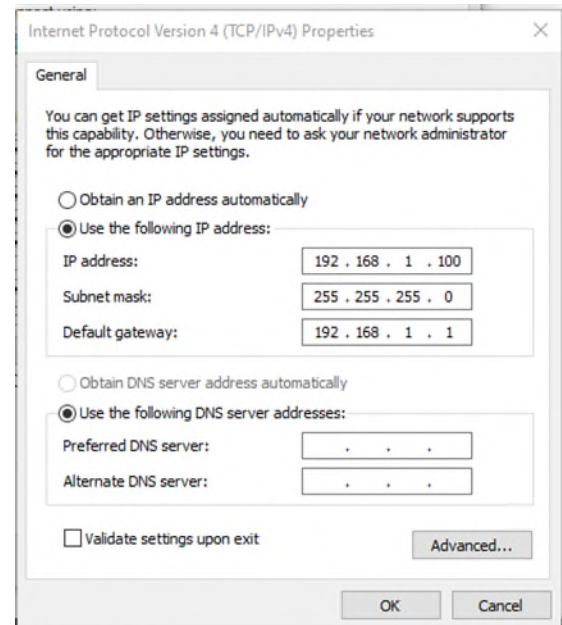 Internet Protocol Version 4 (TCP/IPv4) Properties
General
You can get IP settings assigned automatically if your network supports
this capability. Otherwise, you need to ask your network administrator
for the appropriate IP settings.
Obtain an IP address automatically
Use the following IP address:
IP address: 192 . 168 . 1 . 100
Subnet mask: 255 . 255 . 255 . 0
Default gateway: 192 . 168 . 1 . 1
Obtain DNS server address automatically
Use the following DNS server addresses:
Preferred DNS server: . . .
Alternate DNS server: . . .
Validate settings upon exit
Advanced...
OK Cancel